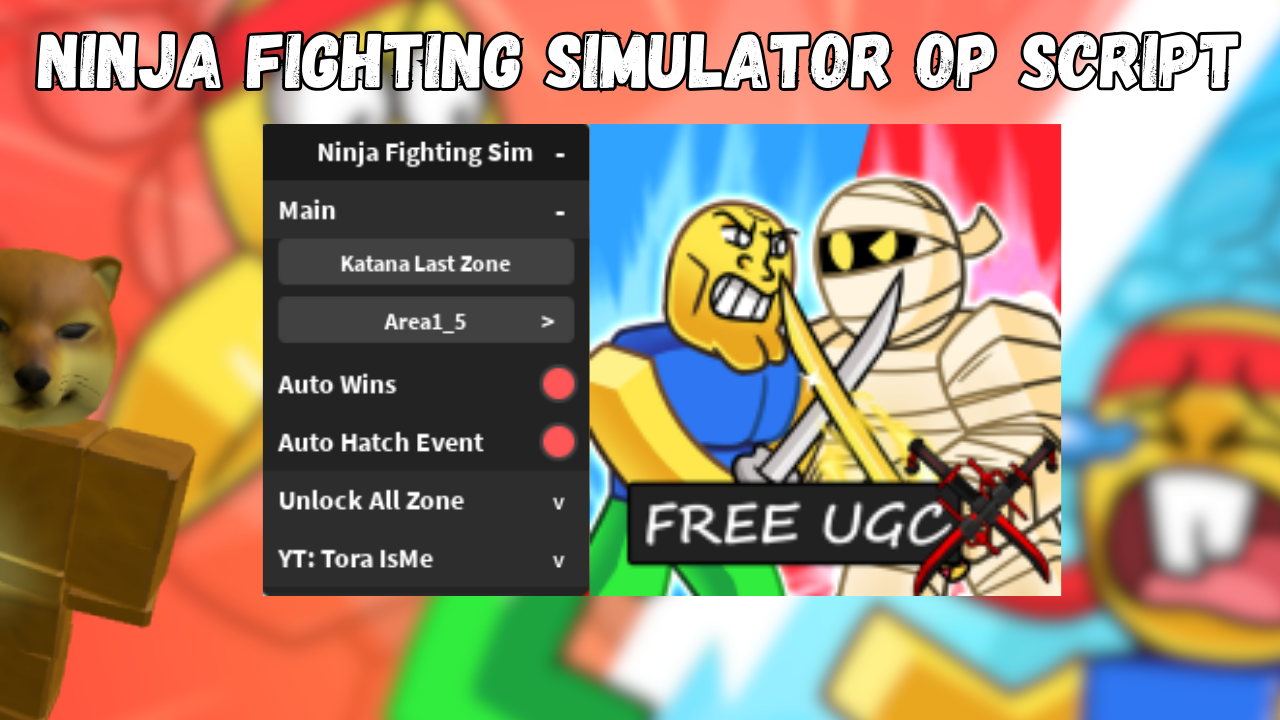 NINJA FIGHTING SIMULATOR OP SCRIPT
Ninja Fighting Sim -
Main -
Katana Last Zone
Area1_5 >
Auto Wins
Auto Hatch Event
Unlock All Zone v
YT: Tora IsMe v
FREE UGC